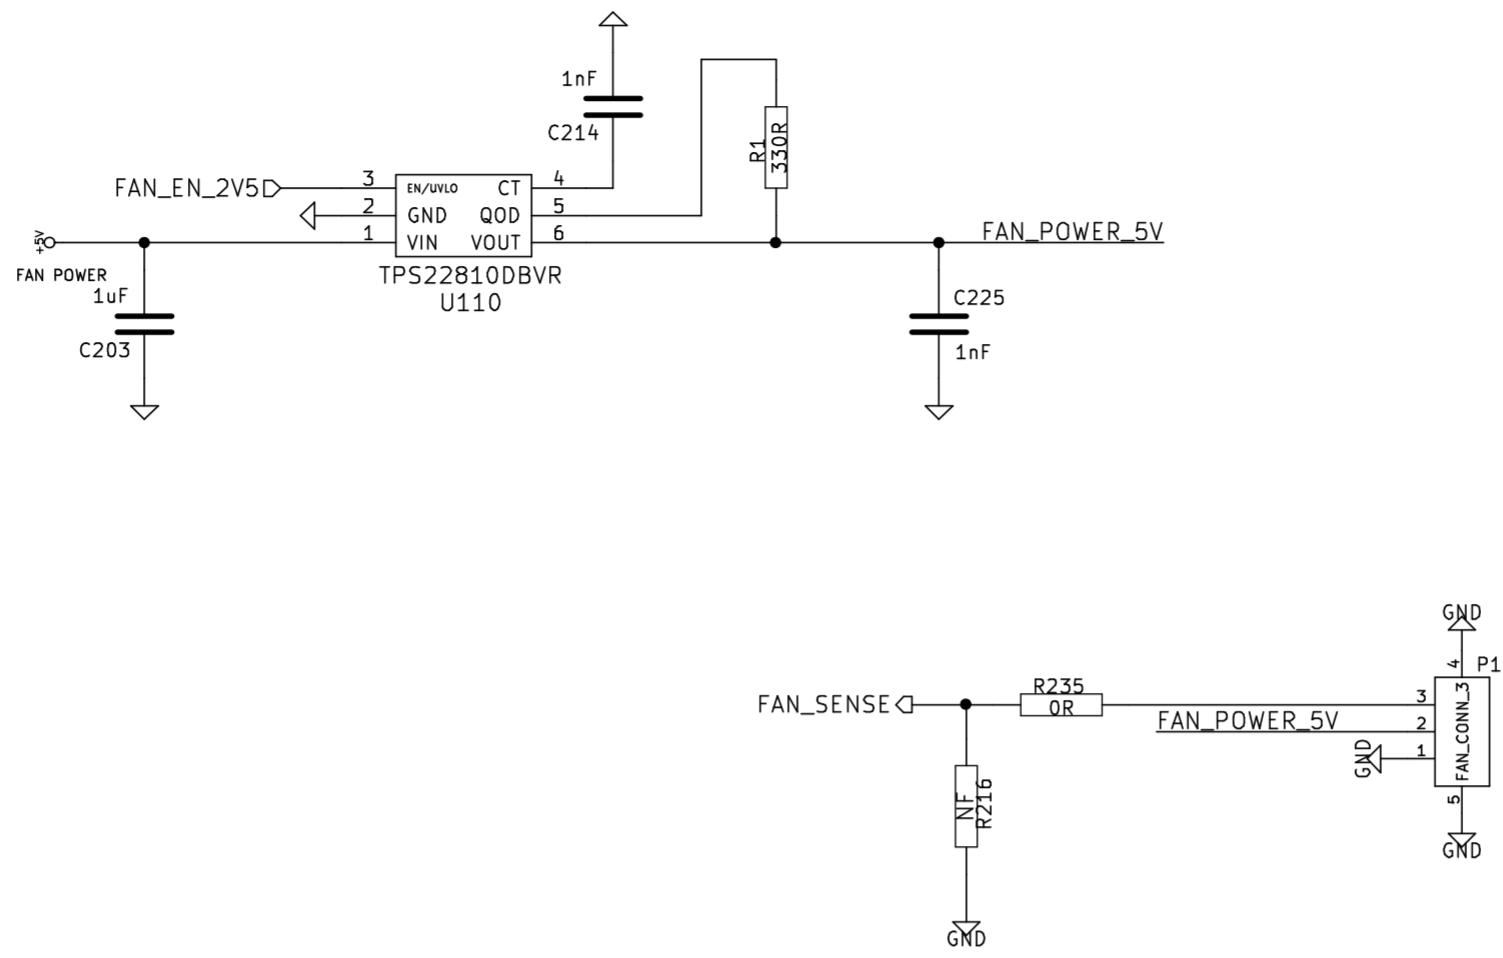 1nF
C214
R1
330R
FAN_EN_2V5
3
EN/UVLO
CT
4
2
GND
QOD
5
1
VIN
VOUT
6
FAN_POWER_5V
+5V
FAN POWER
TPS22810DBVR
U110
1uF
C203
C225
1nF
GND
4
P1
FAN_SENSE
R235
0R
3
FAN_POWER_5V
2
GND
1
FAN_CONN_3
5
GND
NF
R216
GND